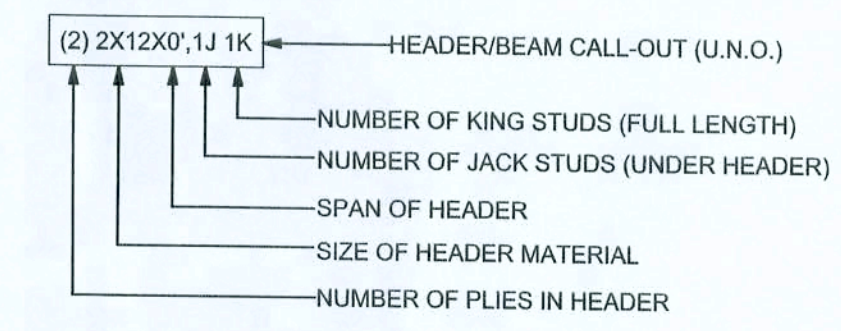 (2) 2X12X0',1J 1K
HEADER/BEAM CALL-OUT (U.N.O.)
NUMBER OF KING STUDS (FULL LENGTH)
NUMBER OF JACK STUDS (UNDER HEADER)
SPAN OF HEADER
SIZE OF HEADER MATERIAL
NUMBER OF PLIES IN HEADER